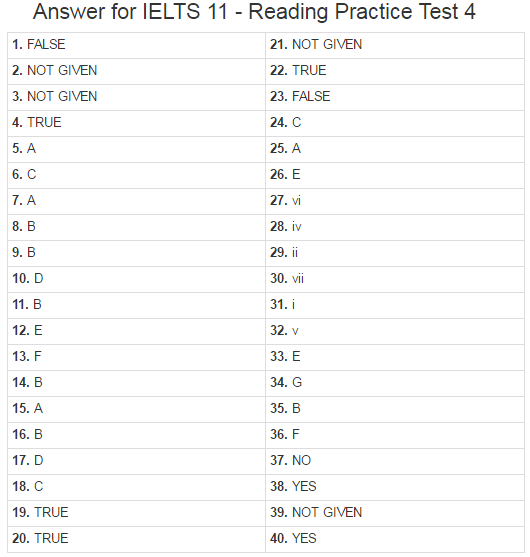 Answer for IELTS 11 - Reading Practice Test 4
1. FALSE
2. NOT GIVEN
3. NOT GIVEN
4. TRUE
5. A
6. C
7. A
8. B
9. B
10. D
11. B
12. E
13. F
14. B
15. A
16. B
17. D
18. C
19. TRUE
20. TRUE
21. NOT GIVEN
22. TRUE
23. FALSE
24. C
25. A
26. E
27. vi
28. iv
29. ii
30. vii
31. i
32. v
33. E
34. G
35. B
36. F
37. NO
38. YES
39. NOT GIVEN
40. YES